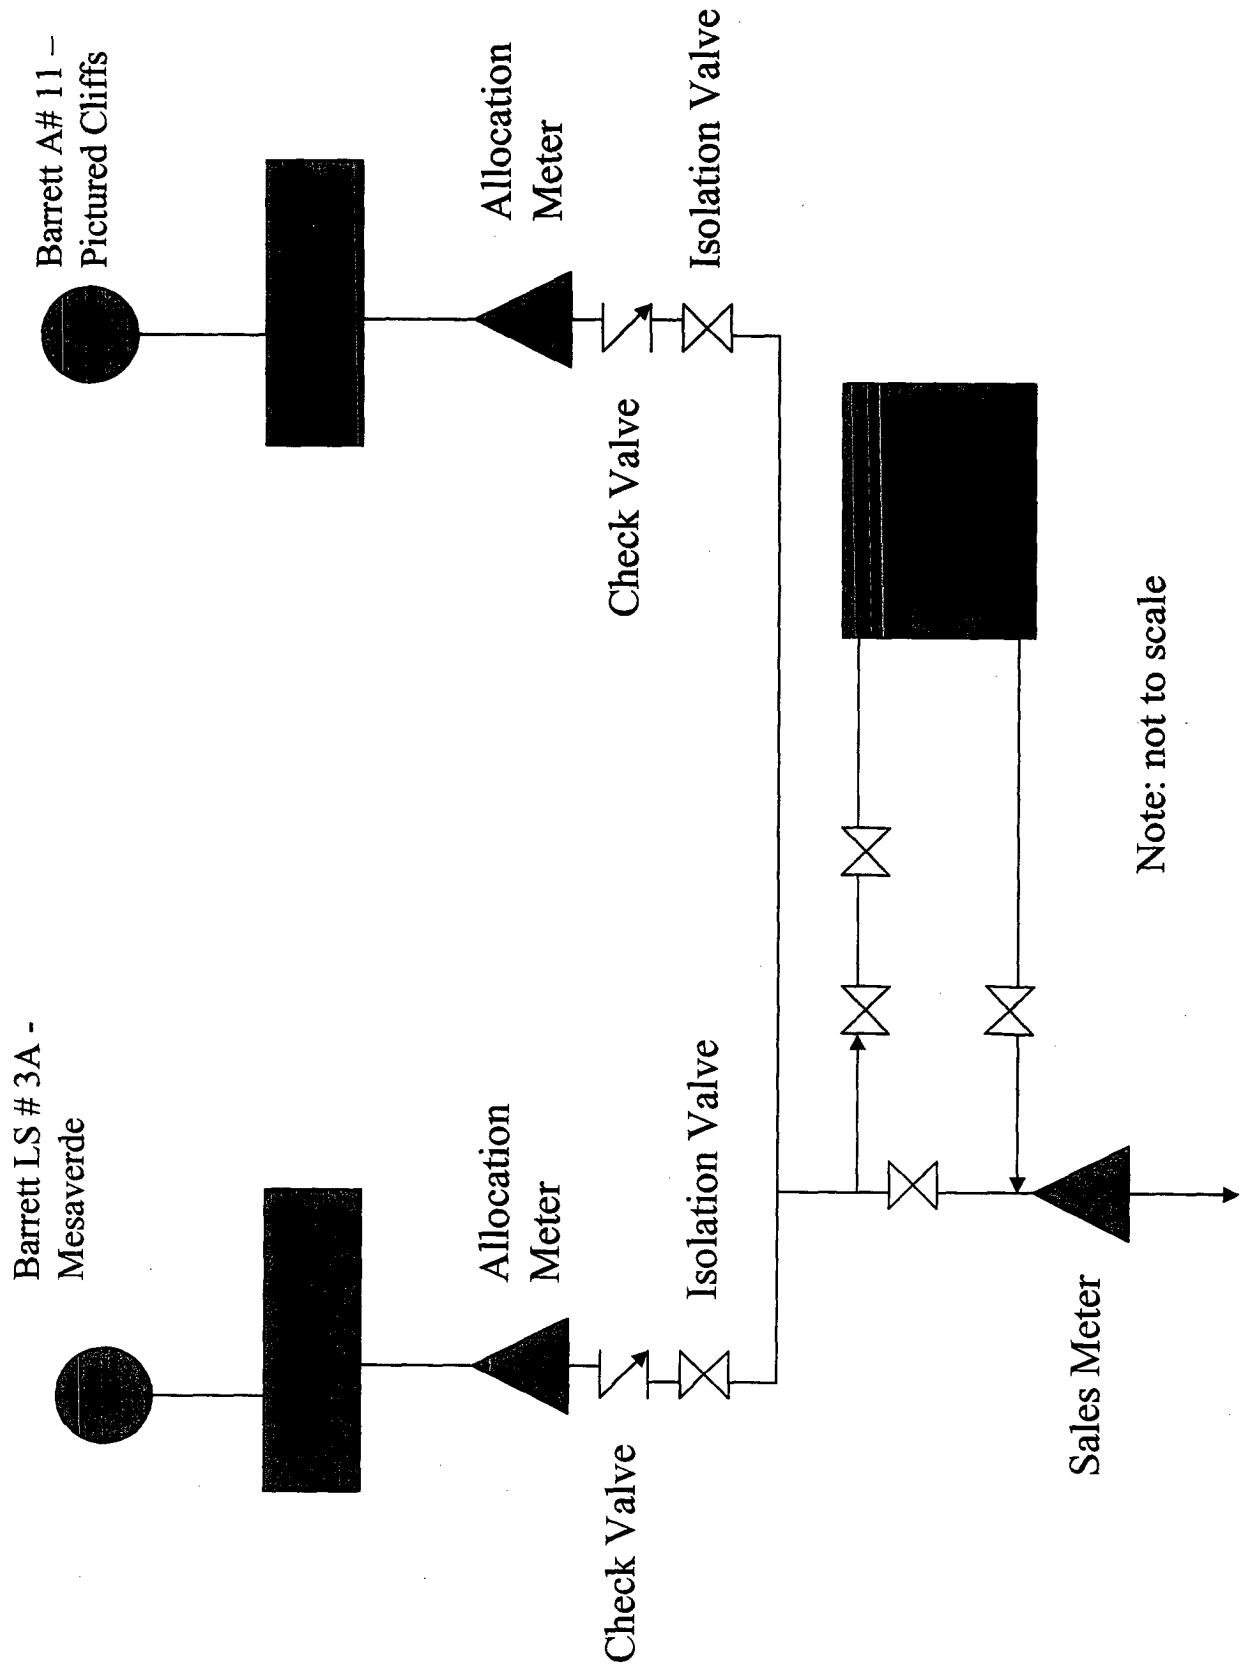 Barrett LS # 3A -
Mesaverde
Barrett A# 11 –
Pictured Cliffs
Allocation
Meter
Allocation
Meter
Check Valve
Isolation Valve
Check Valve
Isolation Valve
Sales Meter
Note: not to scale